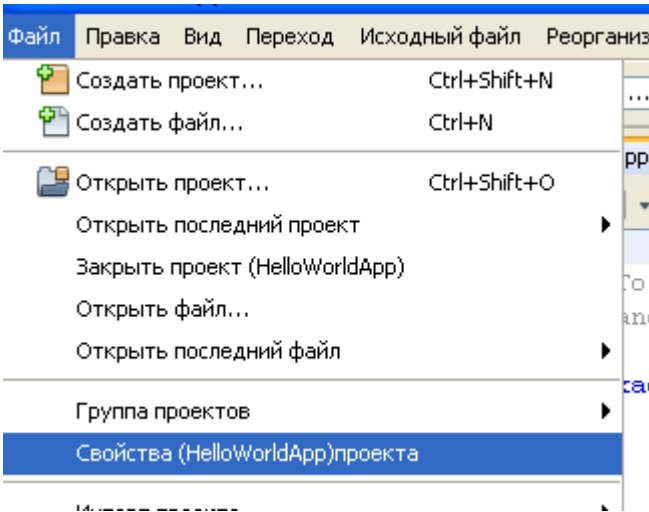 Файл Правка Вид Переход Исходный файл
Создать проект... Ctrl+Shift+N
Создать файл... Ctrl+N
Открыть проект... Ctrl+Shift+O
Открыть последний проект
Закрыть проект (HelloWorldApp)
Открыть файл...
Открыть последний файл
Группа проектов
Свойства (HelloWorldApp)проекта